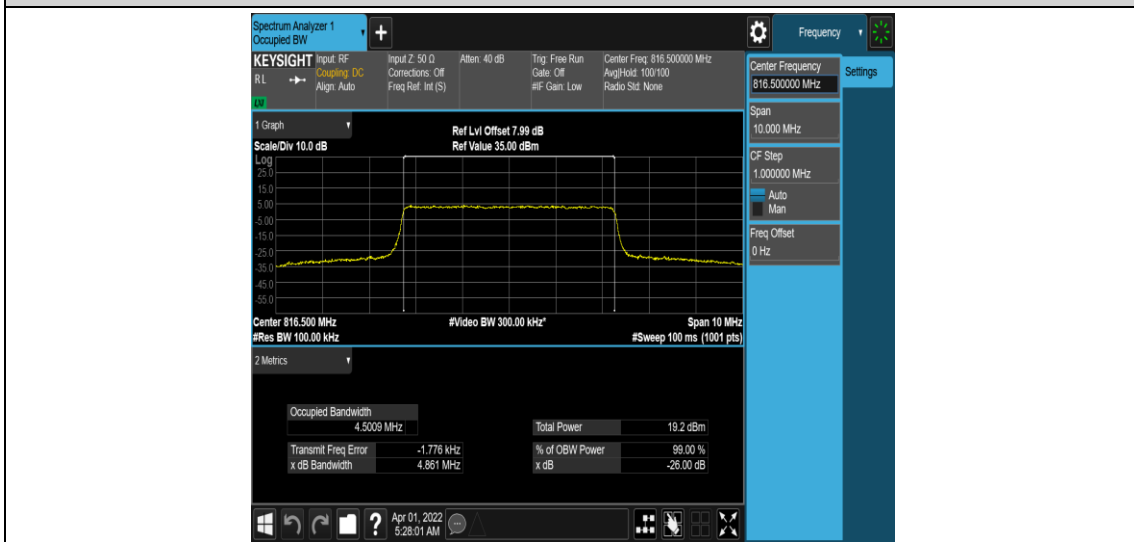 Spectrum Analyzer 1
Occupied BW
Frequency
KEYSIGHT
RL
LXI
Input: RF
Coupling: DC
Align: Auto
Input Z: 50 Ω
Corrections: Off
Freq Ref: Int (S)
Atten: 40 dB
Trig: Free Run
Gate: Off
#IF Gain: Low
Center Freq: 816.500000 MHz
Avg|Hold: 100/100
Radio Std: None
Center Frequency
816.500000 MHz
Settings
Span
10.000 MHz
CF Step
1.000000 MHz
Auto
Man
Freq Offset
0 Hz
1 Graph
Scale/Div 10.0 dB
Ref Lvl Offset 7.99 dB
Ref Value 35.00 dBm
Log
25.0
15.0
5.00
-5.00
-15.0
-25.0
-35.0
-45.0
-55.0
Center 816.500 MHz
#Video BW 300.00 kHz*
Span 10 MHz
#Res BW 100.00 kHz
#Sweep 100 ms (1001 pts)
2 Metrics
Occupied Bandwidth
4.5009 MHz
Total Power 19.2 dBm
Transmit Freq Error -1.776 kHz
% of OBW Power 99.00 %
x dB Bandwidth 4.861 MHz
x dB -26.00 dB
?
Apr 01, 2022
5:28:01 AM